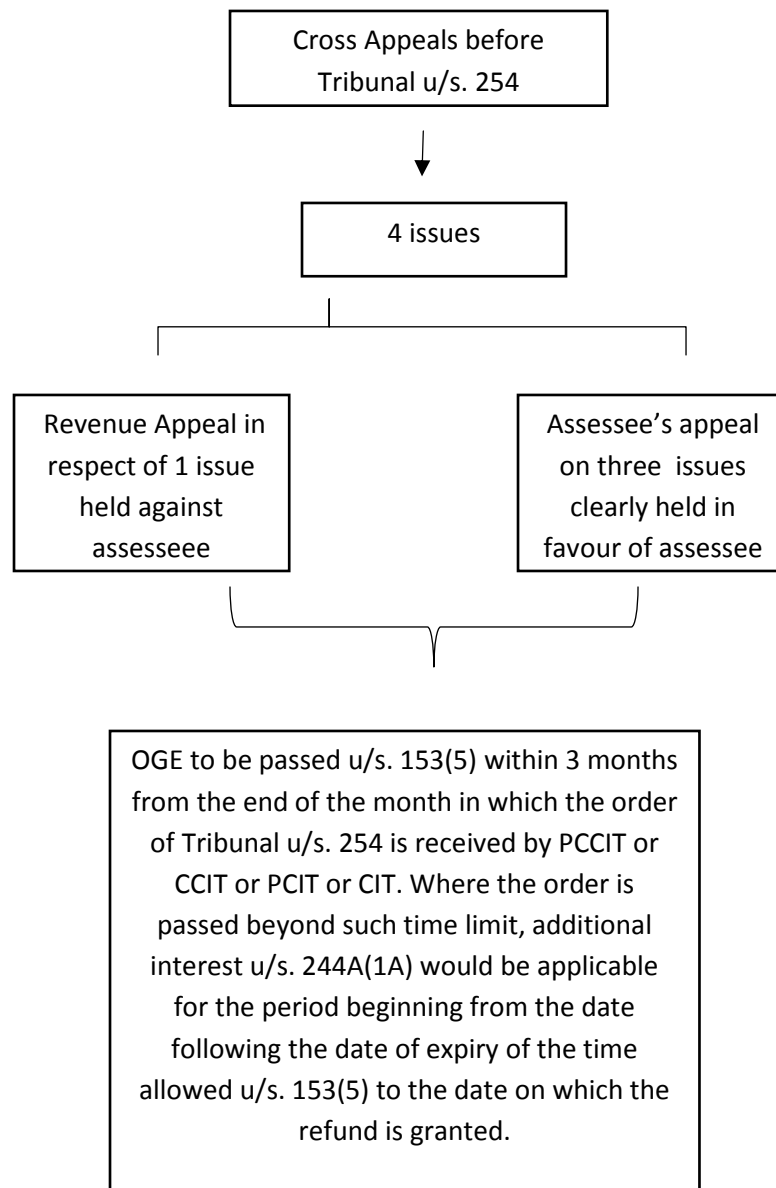 Cross Appeals before
Tribunal u/s. 254
4 issues
Revenue Appeal in
respect of 1 issue
held against
assesseee
Assessee’s appeal
on three issues
clearly held in
favour of assessee
OGE to be passed u/s. 153(5) within 3 months
from the end of the month in which the order
of Tribunal u/s. 254 is received by PCCIT or
CCIT or PCIT or CIT. Where the order is
passed beyond such time limit, additional
interest u/s. 244A(1A) would be applicable
for the period beginning from the date
following the date of expiry of the time
allowed u/s. 153(5) to the date on which the
refund is granted.